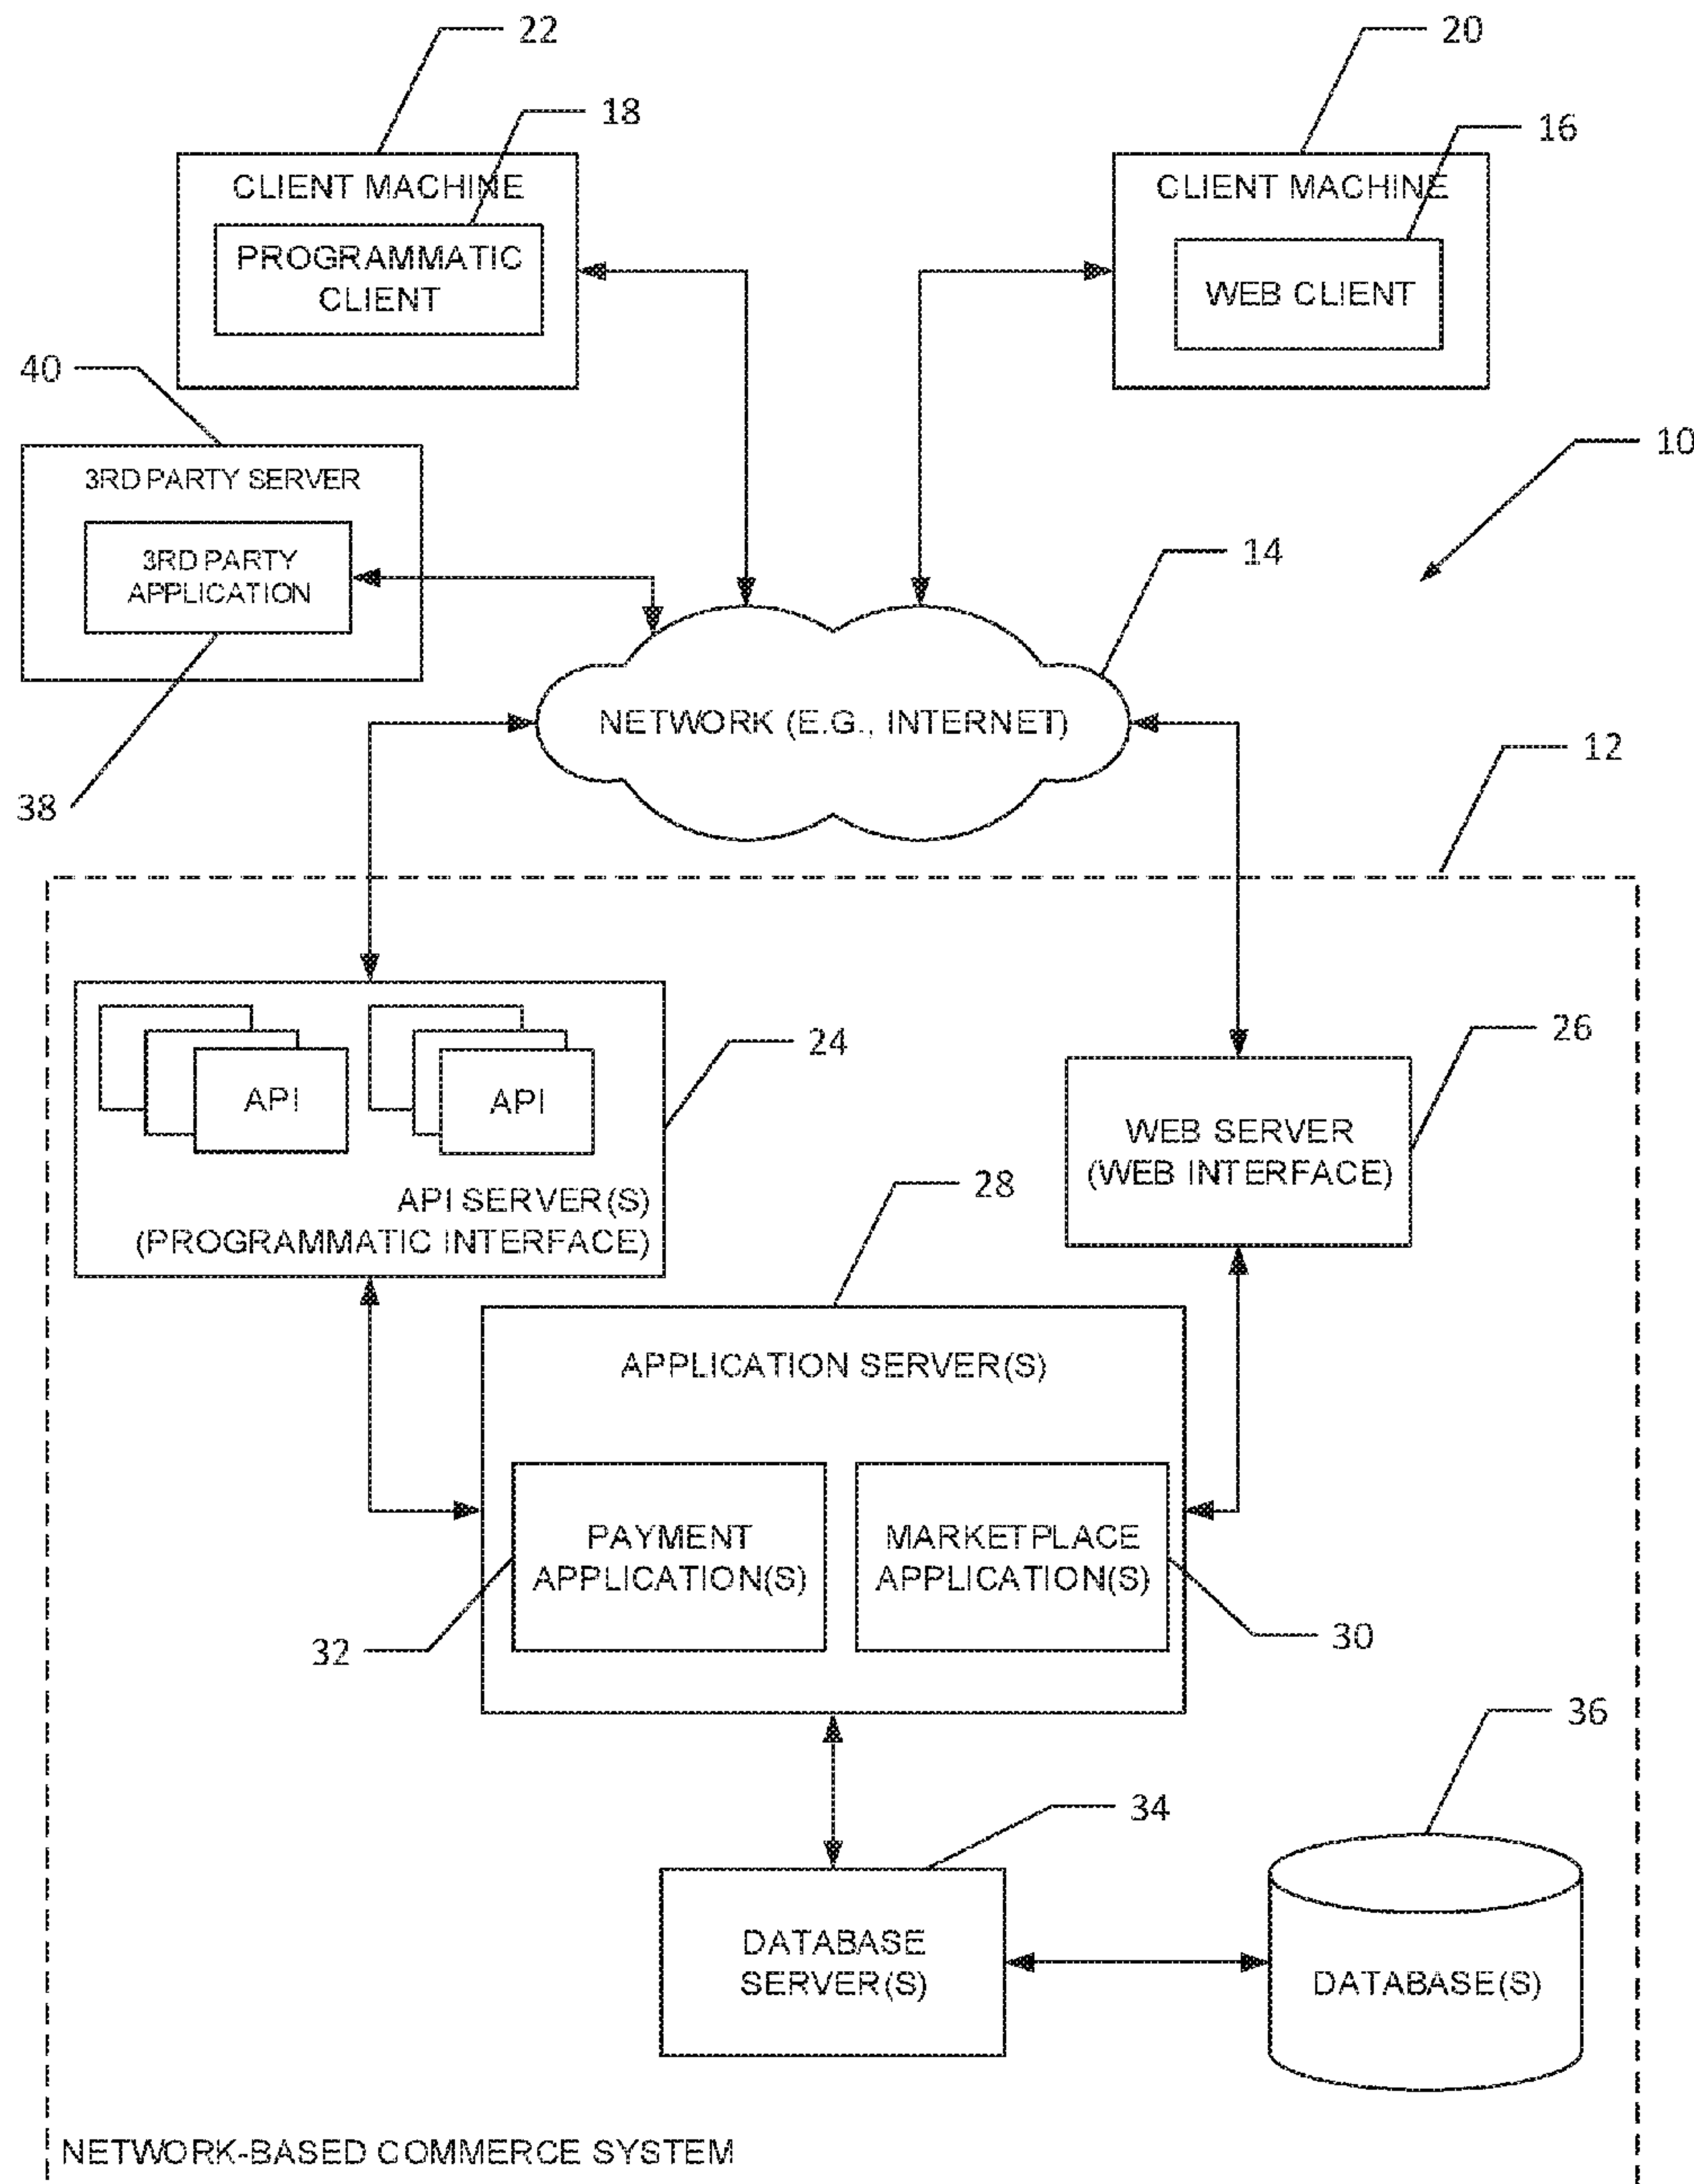 22
20
18
16
CLIENT MACHINE
PROGRAMMATIC
CLIENT
CLIENT MACHINE
WEB CLIENT
40
10
3RD PARTY SERVER
3RD PARTY
APPLICATION
14
38
NETWORK (E.G., INTERNET)
12
API
API
24
API SERVER(S)
(PROGRAMMATIC INTERFACE)
26
WEB SERVER
(WEB INTERFACE)
28
APPLICATION SERVER(S)
PAYMENT
APPLICATION(S)
MARKETPLACE
APPLICATION(S)
32
30
36
34
DATABASE
SERVER(S)
DATABASE(S)
NETWORK-BASED COMMERCE SYSTEM